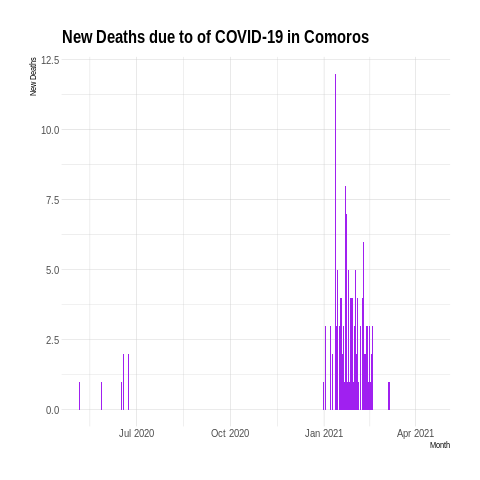 New Deaths due to of COVID-19 in Comoros
New Deaths
12.5
10.0
7.5
5.0
2.5
0.0
Jul 2020 Oct 2020 Jan 2021 Apr 2021
Month